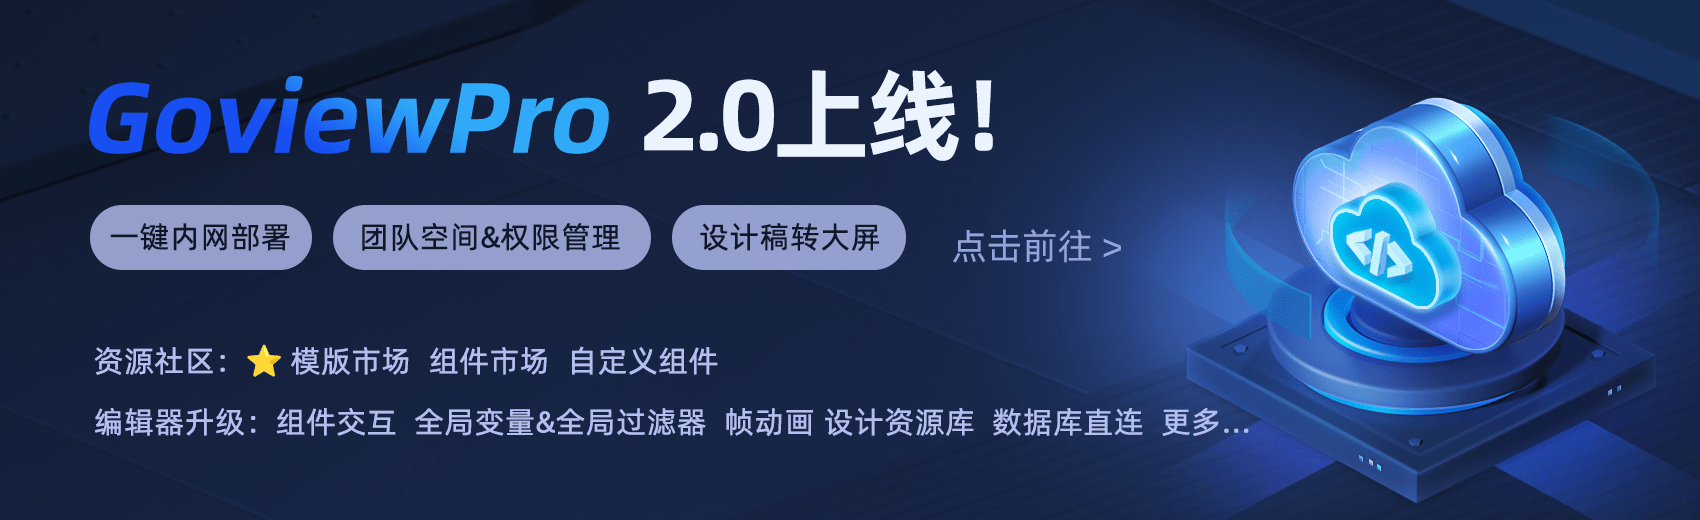 GoviewPro 2.0上线!
一键内网部署 团队空间&权限管理 设计稿转大屏 点击前往 >
资源社区：⭐ 模版市场 组件市场 自定义组件
编辑器升级：组件交互 全局变量&全局过滤器 帧动画 设计资源库 数据库直连 更多...